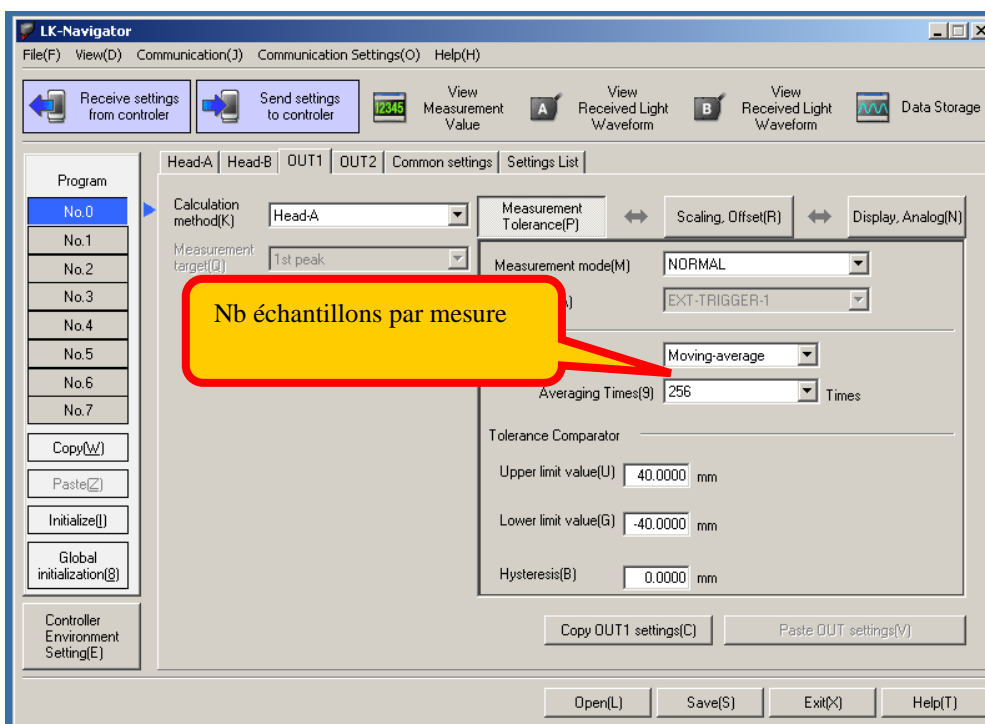 LK-Navigator
File(F) View(D) Communication(J) Communication Settings(O) Help(H)
Receive settings
from controler
Send settings
to controler
12345
View
Measurement
Value
A
View
Received Light
Waveform
B
View
Received Light
Waveform
Data Storage
Program
No.0
No.1
No.2
No.3
No.4
No.5
No.6
No.7
Copy(W)
Paste(Z)
Initialize(I)
Global
initialization(8)
Controller
Environment
Setting(E)
Head-A Head-B OUT1 OUT2 Common settings Settings List
Calculation
method(K)
Head-A
Measurement
target(Q)
1st peak
Nb échantillons par mesure
Measurement
Tolerance(P)
Scaling, Offset(R)
Display, Analog(N)
Measurement mode(M) NORMAL
A) EXT-TRIGGER-1
Moving-average
Averaging Times(9) 256 Times
Tolerance Comparator
Upper limit value(U) 40.0000 mm
Lower limit value(G) -40.0000 mm
Hysteresis(B) 0.0000 mm
Copy OUT1 settings(C) Paste OUT settings(V)
Open(L) Save(S) Exit(X) Help(T)